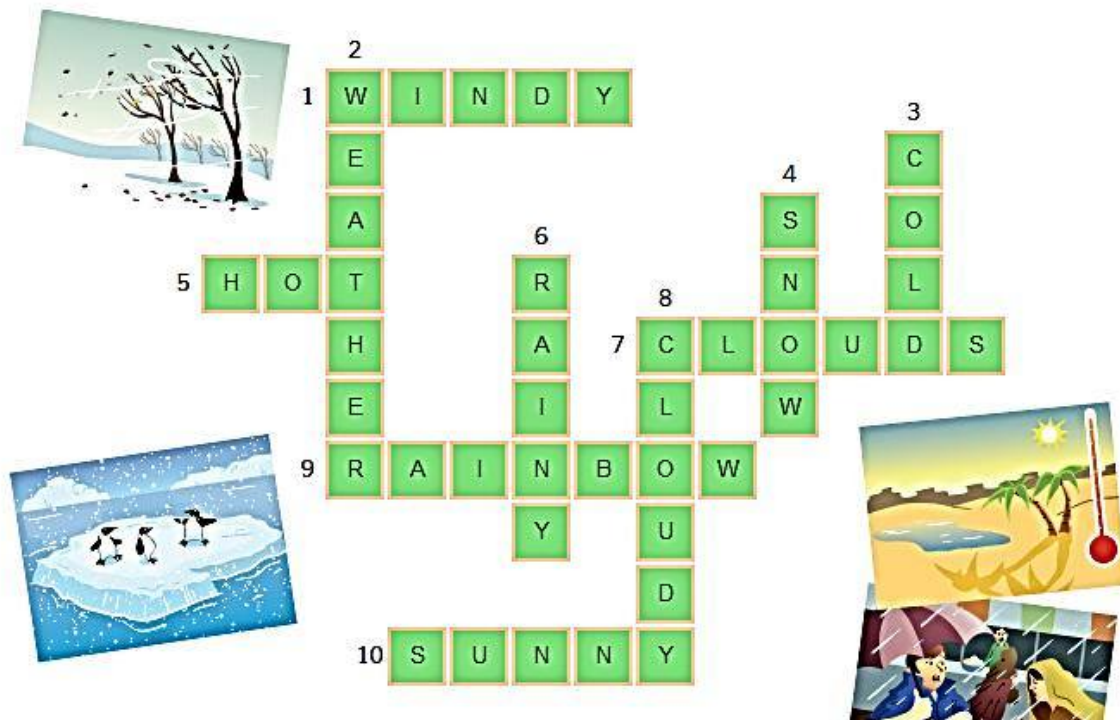 2
1 W I N D Y
3
E C
4
A S O
6
5 H O T R N L
8
H A 7 C L O U D S
E I L W
9 R A I N B O W
Y U
D
10 S U N N Y